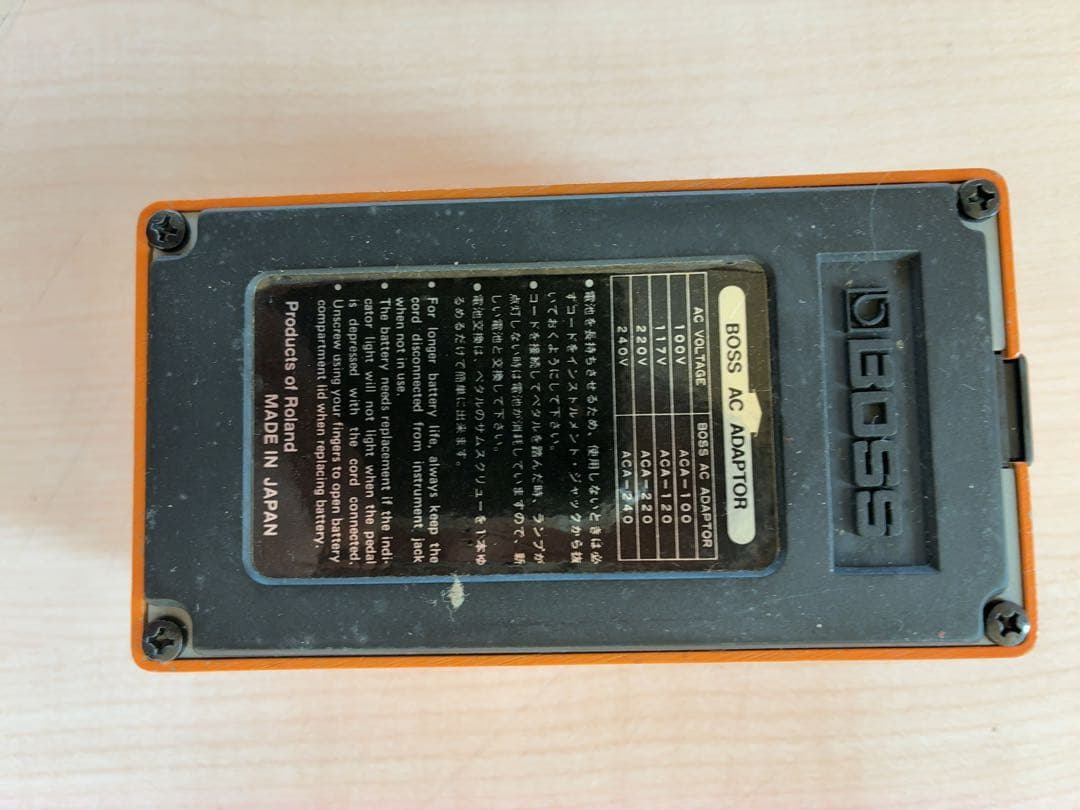 BOSS
BOSS AC ADAPTOR
AC VOLTAGE BOSS AC ADAPTOR
100V ACA-100
117V ACA-120
220V ACA-220
240V ACA-240
●電池を長持ちさせるため、使用しないときは必
ずコードをインストルメント・ジャックから抜
いておくようにして下さい。
●コードを接続してペダルを踏んだ時、ランプが
点灯しない時は電池が消耗していますので、新
しい電池と交換して下さい。
●電池交換は、ペダルのサムスクリューを1本ゆ
るめるだけで簡単に出来ます。
● For longer battery life, always keep the
cord disconnected from instrument jack
when not in use.
● The battery needs replacement if the indi-
cator light will not light when the pedal
is depressed with the cord connected.
● Unscrew using your fingers to open battery
compartment lid when replacing battery.
Products of Roland
MADE IN JAPAN